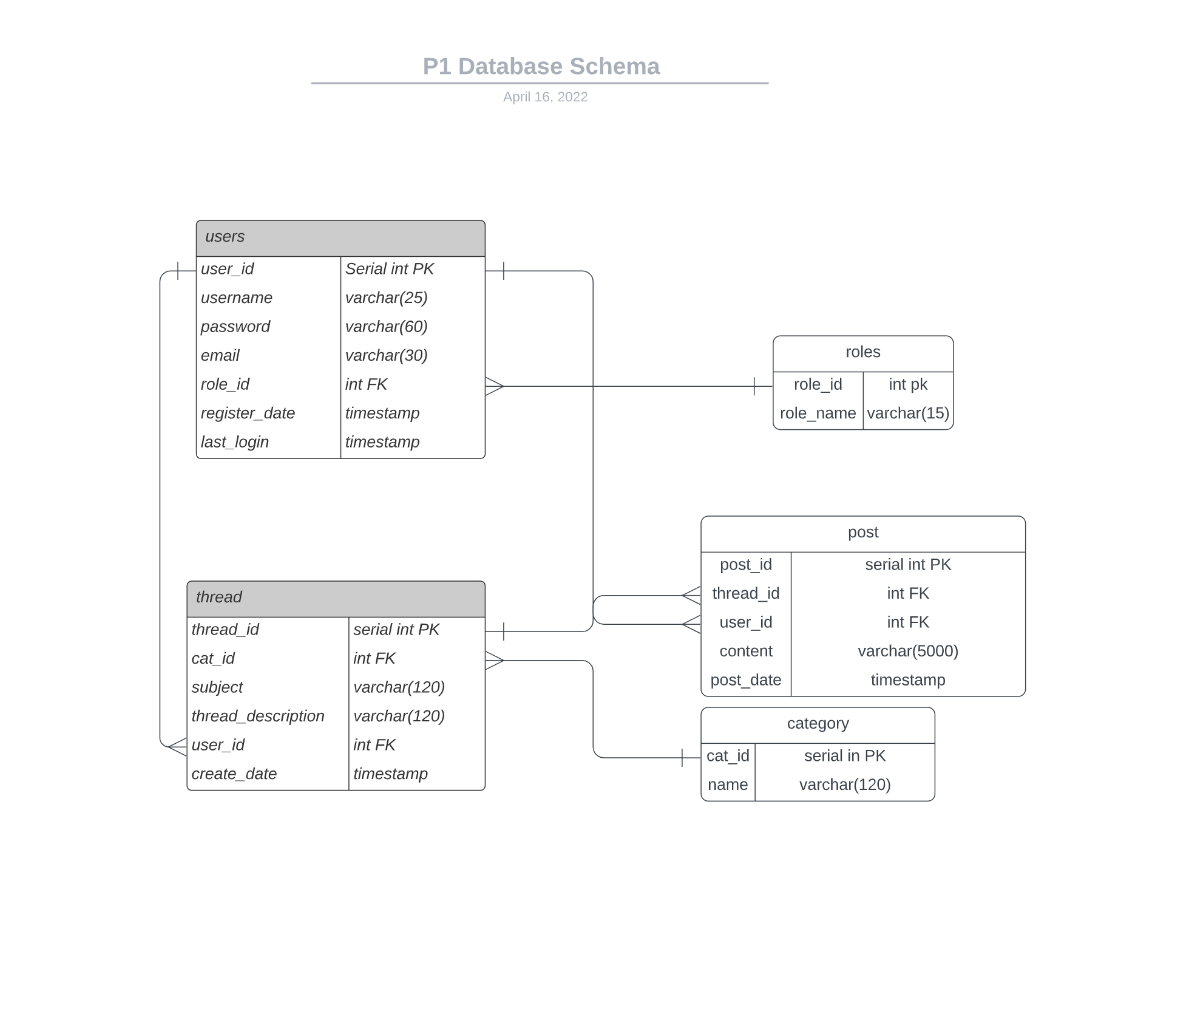 P1 Database Schema
April 16, 2022
users
user_id Serial int PK
username varchar(25)
password varchar(60)
email varchar(30)
role_id int FK
register_date timestamp
last_login timestamp
roles
role_id int pk
role_name varchar(15)
post
post_id serial int PK
thread_id int FK
user_id int FK
content varchar(5000)
post_date timestamp
thread
thread_id serial int PK
cat_id int FK
subject varchar(120)
thread_description varchar(120)
user_id int FK
create_date timestamp
category
cat_id serial in PK
name varchar(120)